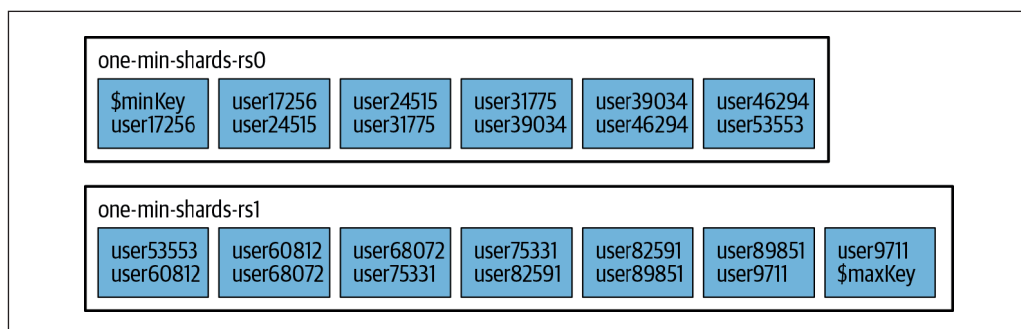 one-min-shards-rs0
$minKey
user17256
user17256
user24515
user24515
user31775
user31775
user39034
user39034
user46294
user46294
user53553
one-min-shards-rs1
user53553
user60812
user60812
user68072
user68072
user75331
user75331
user82591
user82591
user89851
user89851
user9711
user9711
$maxKey